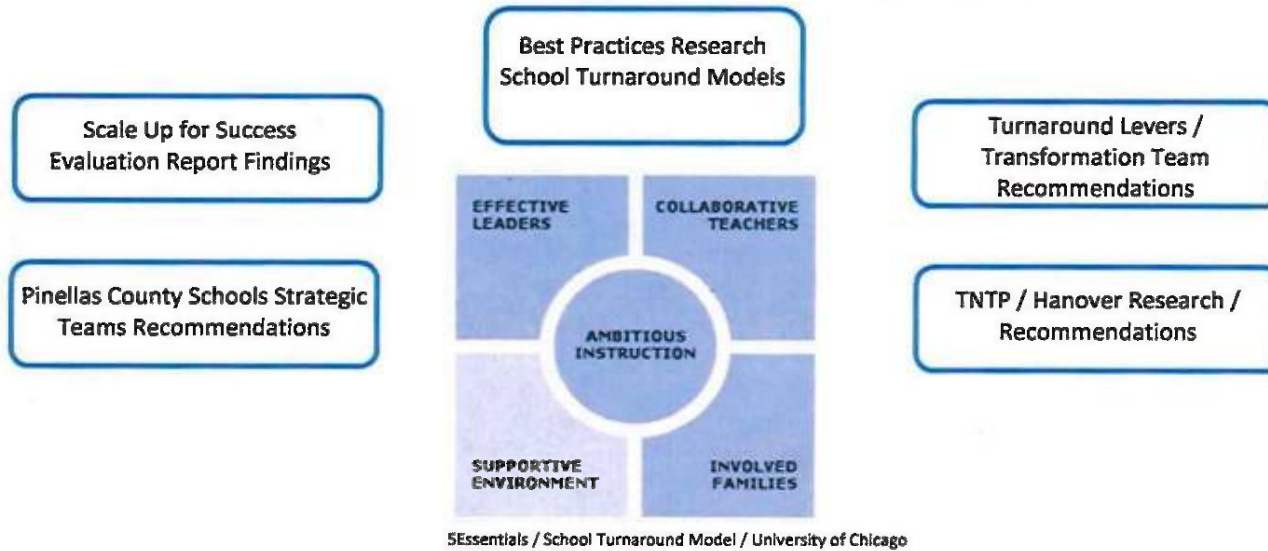 Best Practices Research
School Turnaround Models
Scale Up for Success
Evaluation Report Findings
Turnaround Levers /
Transformation Team
Recommendations
Pinellas County Schools Strategic
Teams Recommendations
TNTP / Hanover Research /
Recommendations
EFFECTIVE
LEADERS
COLLABORATIVE
TEACHERS
AMBITIOUS
INSTRUCTION
SUPPORTIVE
ENVIRONMENT
INVOLVED
FAMILIES
5Essentials / School Turnaround Model / University of Chicago